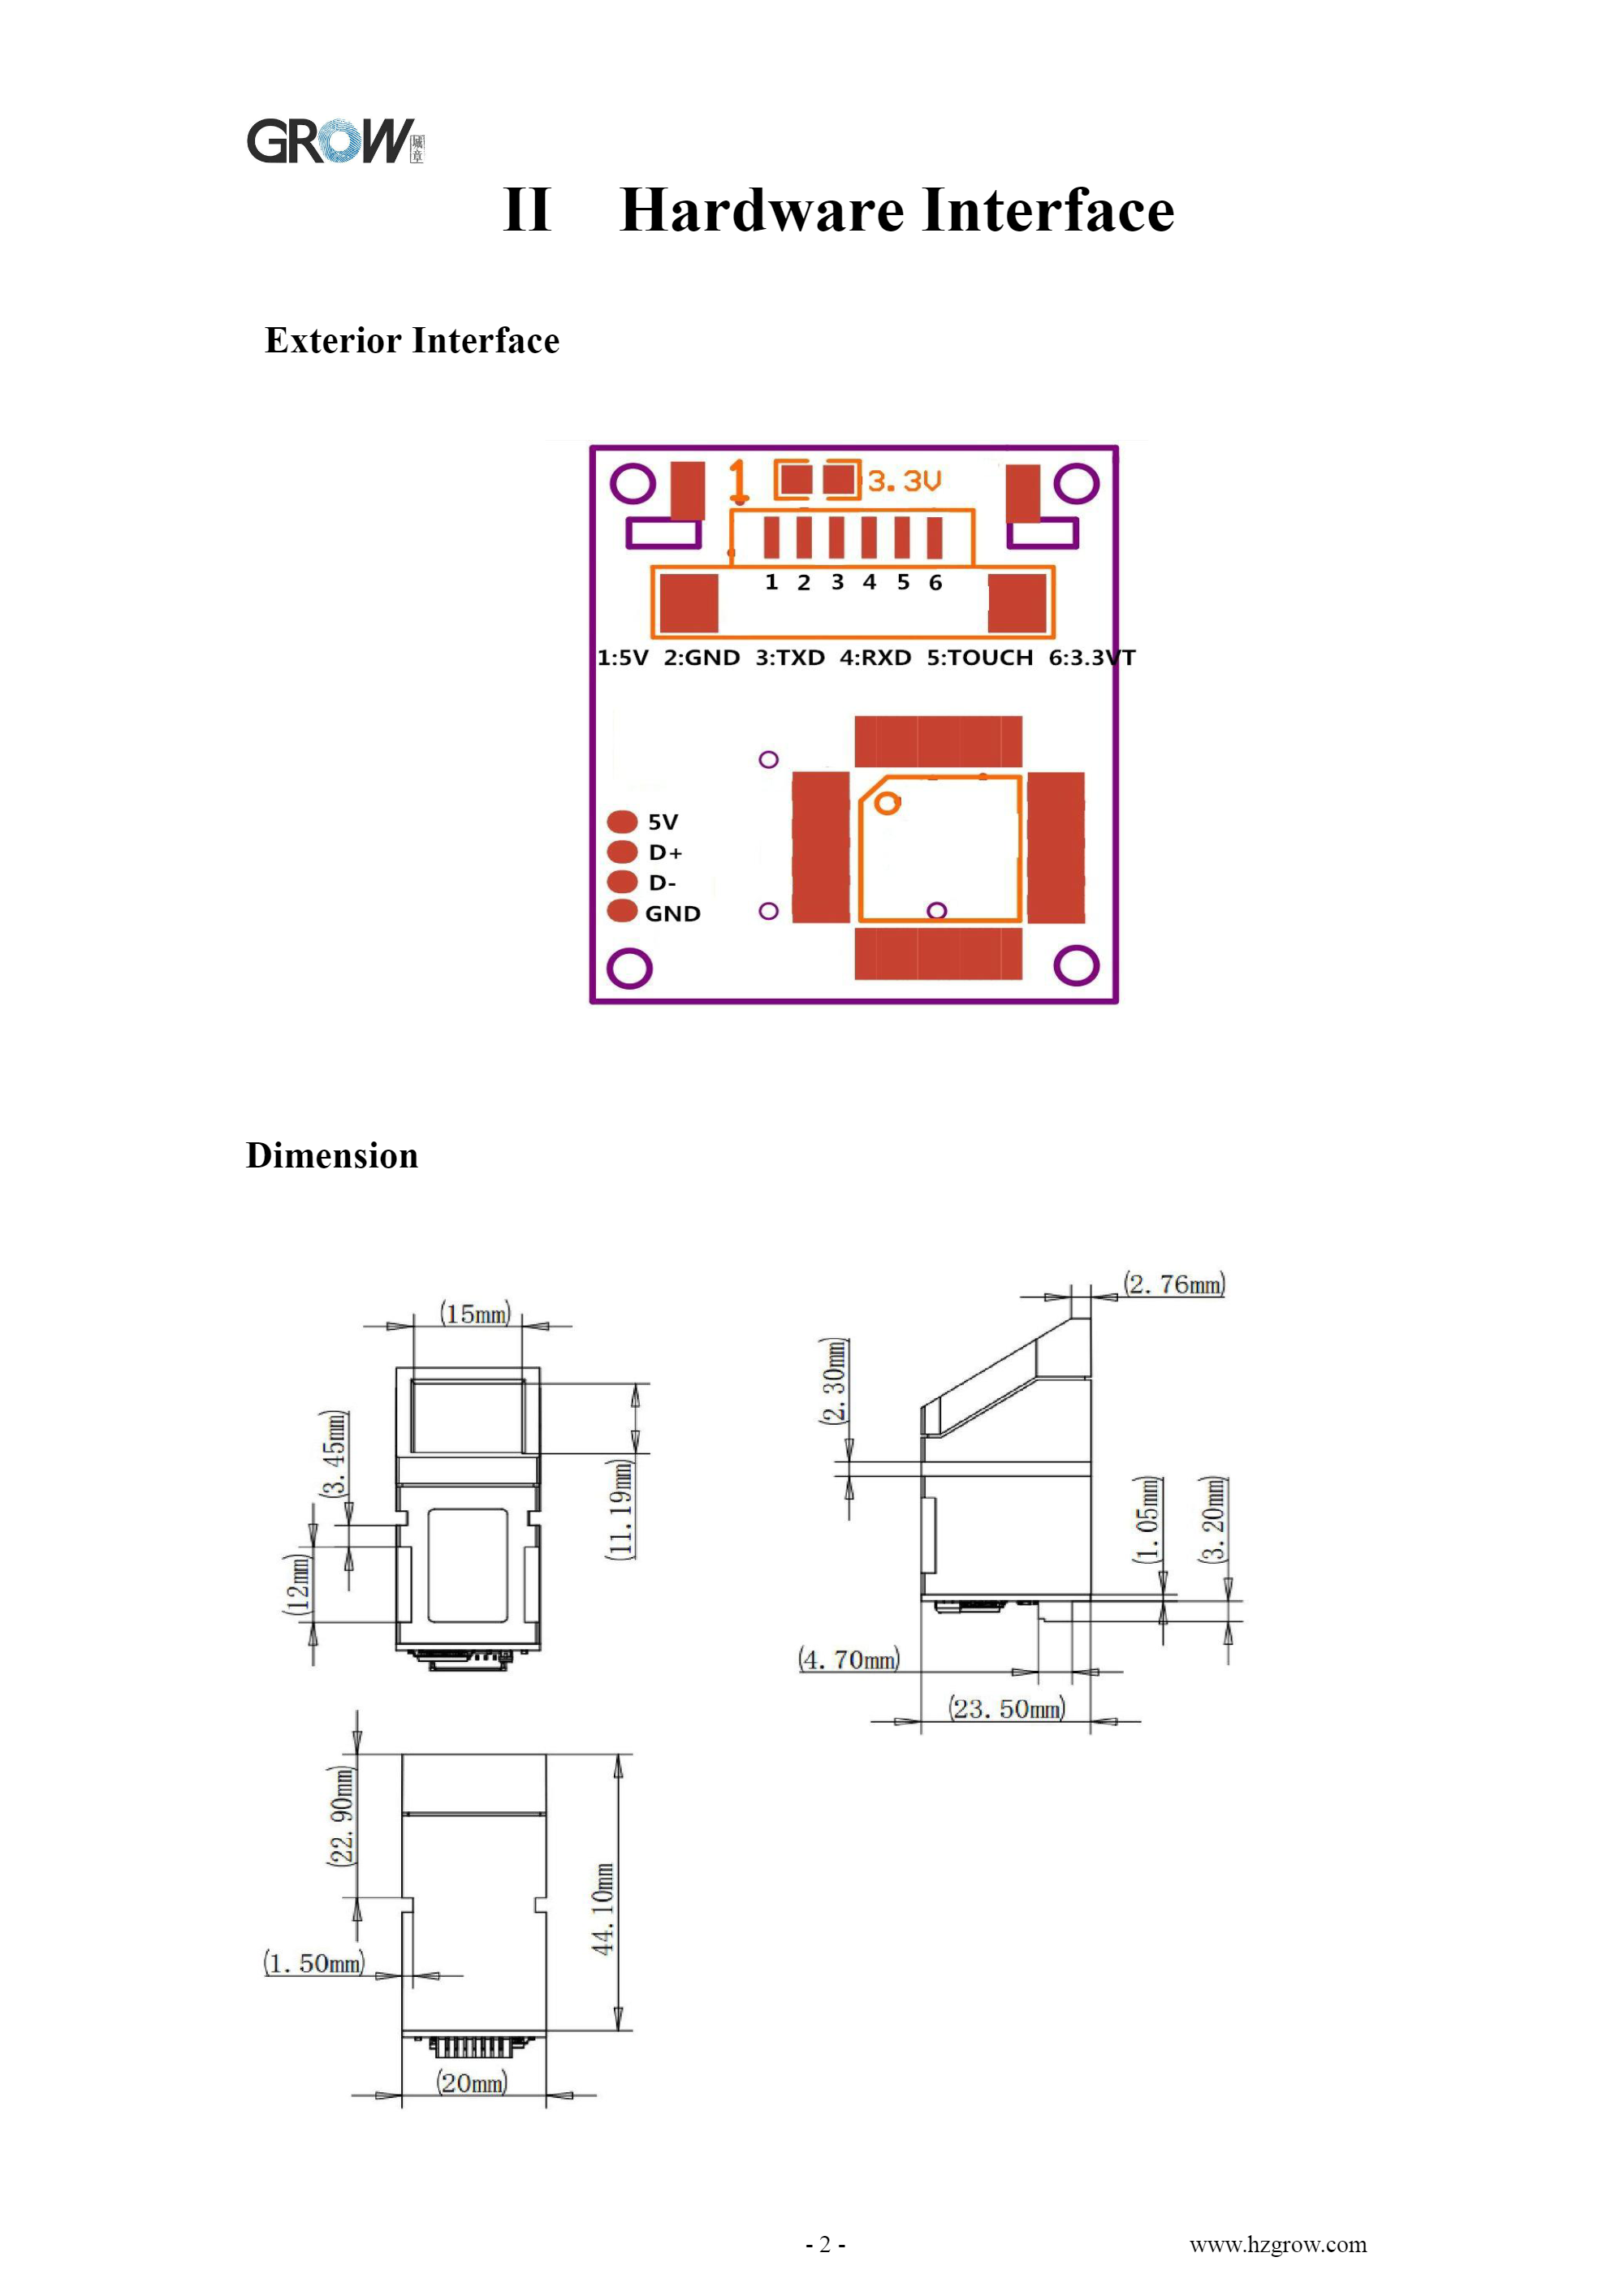 GROW 城章
II Hardware Interface
Exterior Interface
1 3.3V
1 2 3 4 5 6
1:5V 2:GND 3:TXD 4:RXD 5:TOUCH 6:3.3VT
5V
D+
D-
GND
Dimension
(15mm)
(3.45mm)
(11.19mm)
(12mm)
(2.76mm)
(2.30mm)
(1.05mm)
(3.20mm)
(4.70mm)
(23.50mm)
(22.90mm)
44.10mm
(1.50mm)
(20mm)
- 2 -
www.hzgrow.com